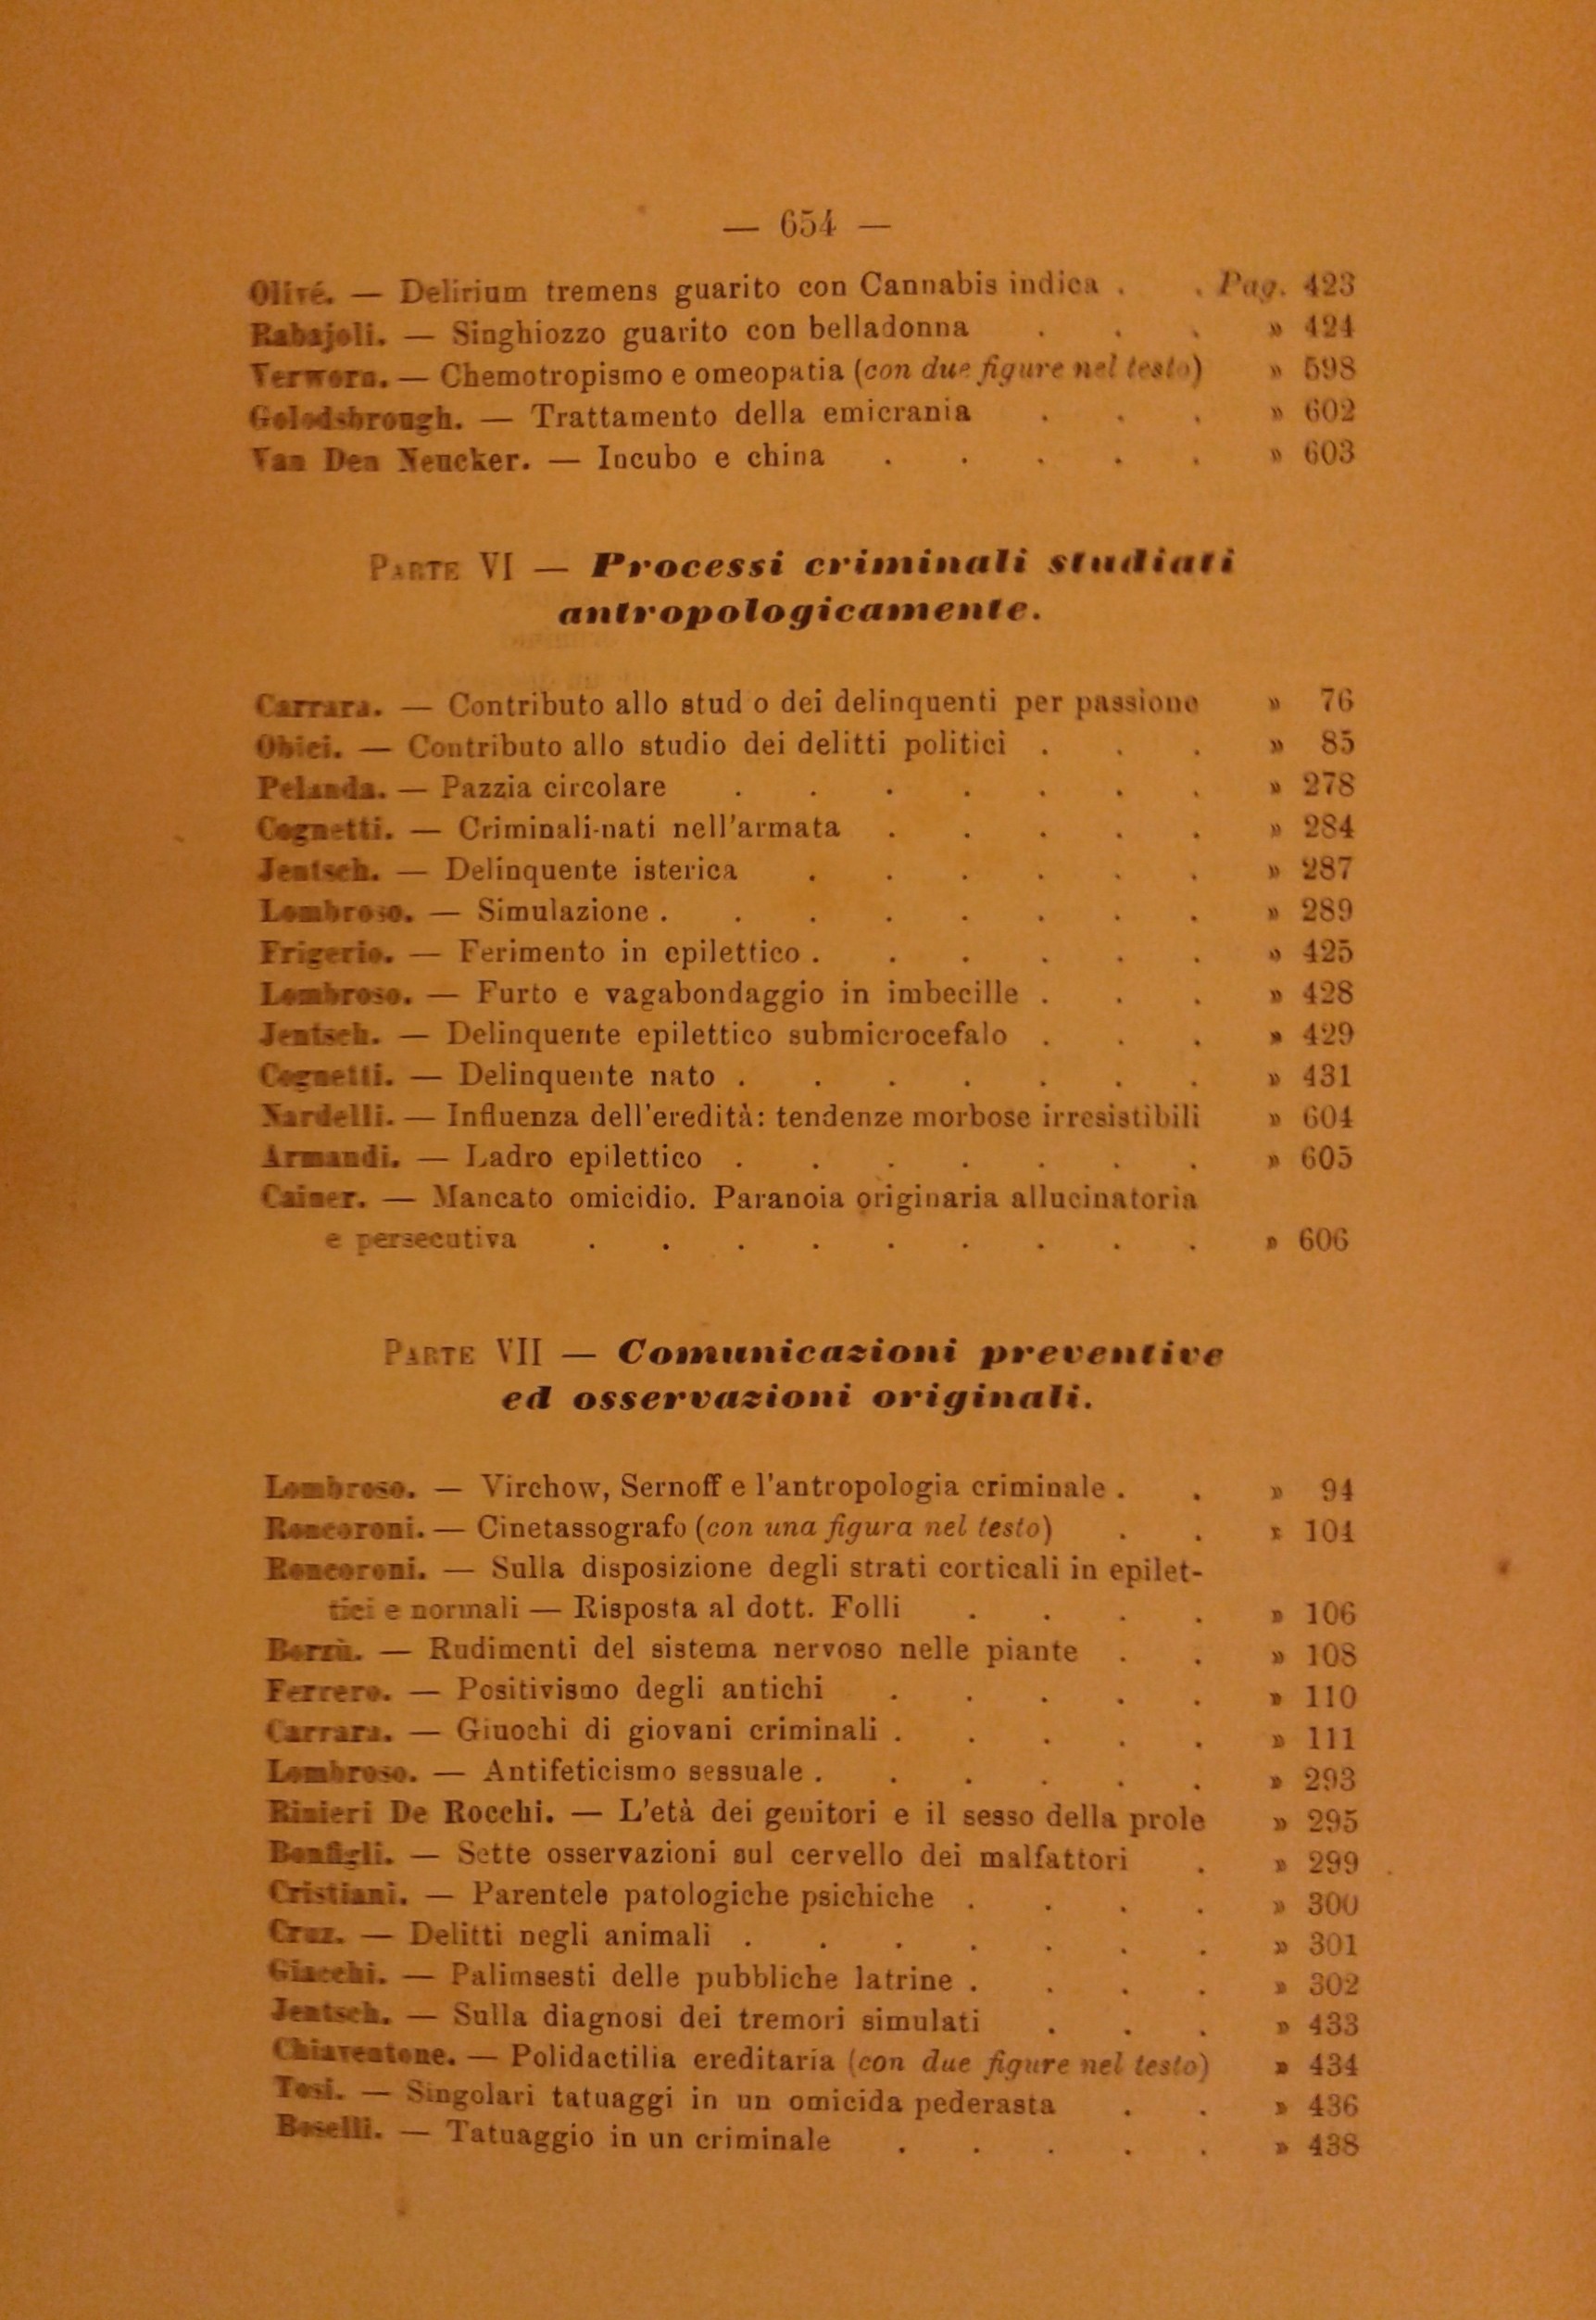 — 654 —
Olivé. — Delirium tremens guarito con Cannabis indica . . Pag. 423
Rabajoli. — Singhiozzo guarito con belladonna . . . » 424
Verworn. — Chemotropismo e omeopatia (con due figure nel testo) » 598
Golodsbrough. — Trattamento della emicrania . . . » 602
Van Den Neucker. — Incubo e china . . . . . » 603
Parte VI — Processi criminali studiati
antropologicamente.
Carrara. — Contributo allo stud o dei delinquenti per passione » 76
Obici. — Contributo allo studio dei delitti politici . . . » 85
Pelanda. — Pazzia circolare . . . . . . . » 278
Cognetti. — Criminali-nati nell'armata . . . . . » 284
Jentsch. — Delinquente isterica . . . . . . » 287
Lombroso. — Simulazione . . . . . . . . » 289
Frigerio. — Ferimento in epilettico . . . . . . » 425
Lombroso. — Furto e vagabondaggio in imbecille . . . » 428
Jentsch. — Delinquente epilettico submicrocefalo . . . » 429
Cognetti. — Delinquente nato . . . . . . . » 431
Nardelli. — Influenza dell'eredità: tendenze morbose irresistibili » 604
Armandi. — Ladro epilettico . . . . . . . » 605
Cainer. — Mancato omicidio. Paranoia originaria allucinatoria
e persecutiva . . . . . . . . . » 606
Parte VII — Comunicazioni preventive
ed osservazioni originali.
Lombroso. — Virchow, Sernoff e l'antropologia criminale . . » 94
Roncoroni. — Cinetassografo (con una figura nel testo) . . » 104
Roncoroni. — Sulla disposizione degli strati corticali in epilet-
tici e normali — Risposta al dott. Folli . . . . » 106
Borzù. — Rudimenti del sistema nervoso nelle piante . . » 108
Ferrero. — Positivismo degli antichi . . . . . » 110
Carrara. — Giuochi di giovani criminali . . . . . » 111
Lombroso. — Antifeticismo sessuale . . . . . . » 293
Rinieri De Rocchi. — L'età dei genitori e il sesso della prole » 295
Bonfigli. — Sette osservazioni sul cervello dei malfattori . » 299
Cristiani. — Parentele patologiche psichiche . . . . » 300
Cruz. — Delitti negli animali . . . . . . . » 301
Giacchi. — Palimsesti delle pubbliche latrine . . . . » 302
Jentsch. — Sulla diagnosi dei tremori simulati . . . » 433
Chiaventone. — Polidactilia ereditaria (con due figure nel testo) » 434
Tosi. — Singolari tatuaggi in un omicida pederasta . . » 436
Boselli. — Tatuaggio in un criminale . . . . . » 438